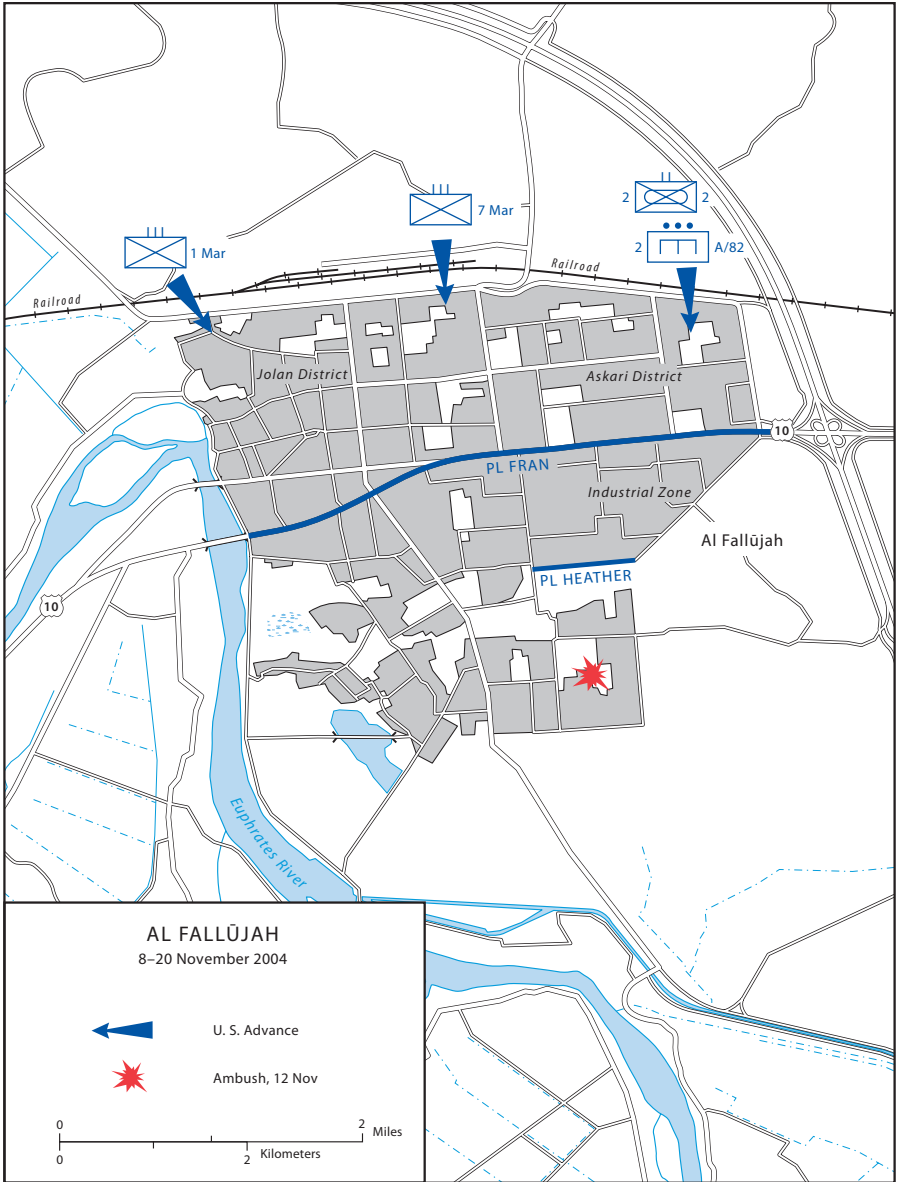 2 2
7 Mar
2 A/82
1 Mar
Railroad
Railroad
Jolan District
Askari District
10
PL FRAN
Industrial Zone
Al Fallūjah
PL HEATHER
10
Euphrates River
AL FALLŪJAH
8–20 November 2004
U. S. Advance
Ambush, 12 Nov
0 2 Miles
0 2 Kilometers